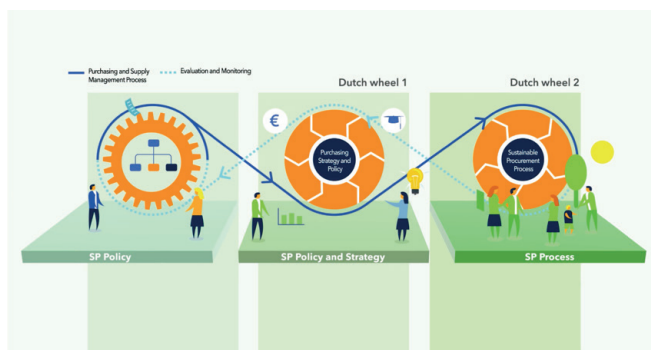 Purchasing and Supply
Management Process
Evaluation and Monitoring
Dutch wheel 1
Dutch wheel 2
€
Purchasing
Strategy and
Policy
Sustainable
Procurement
Process
SP Policy
SP Policy and Strategy
SP Process